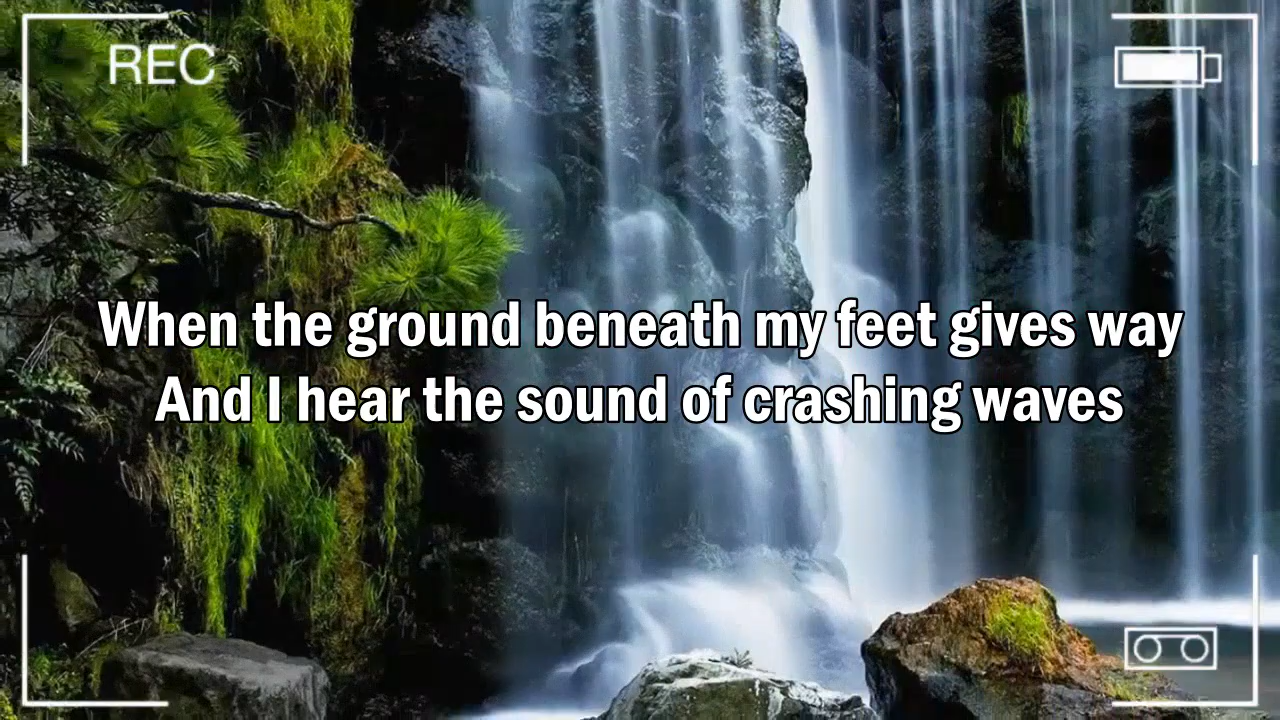 REC
When the ground beneath my feet gives way
And I hear the sound of crashing waves